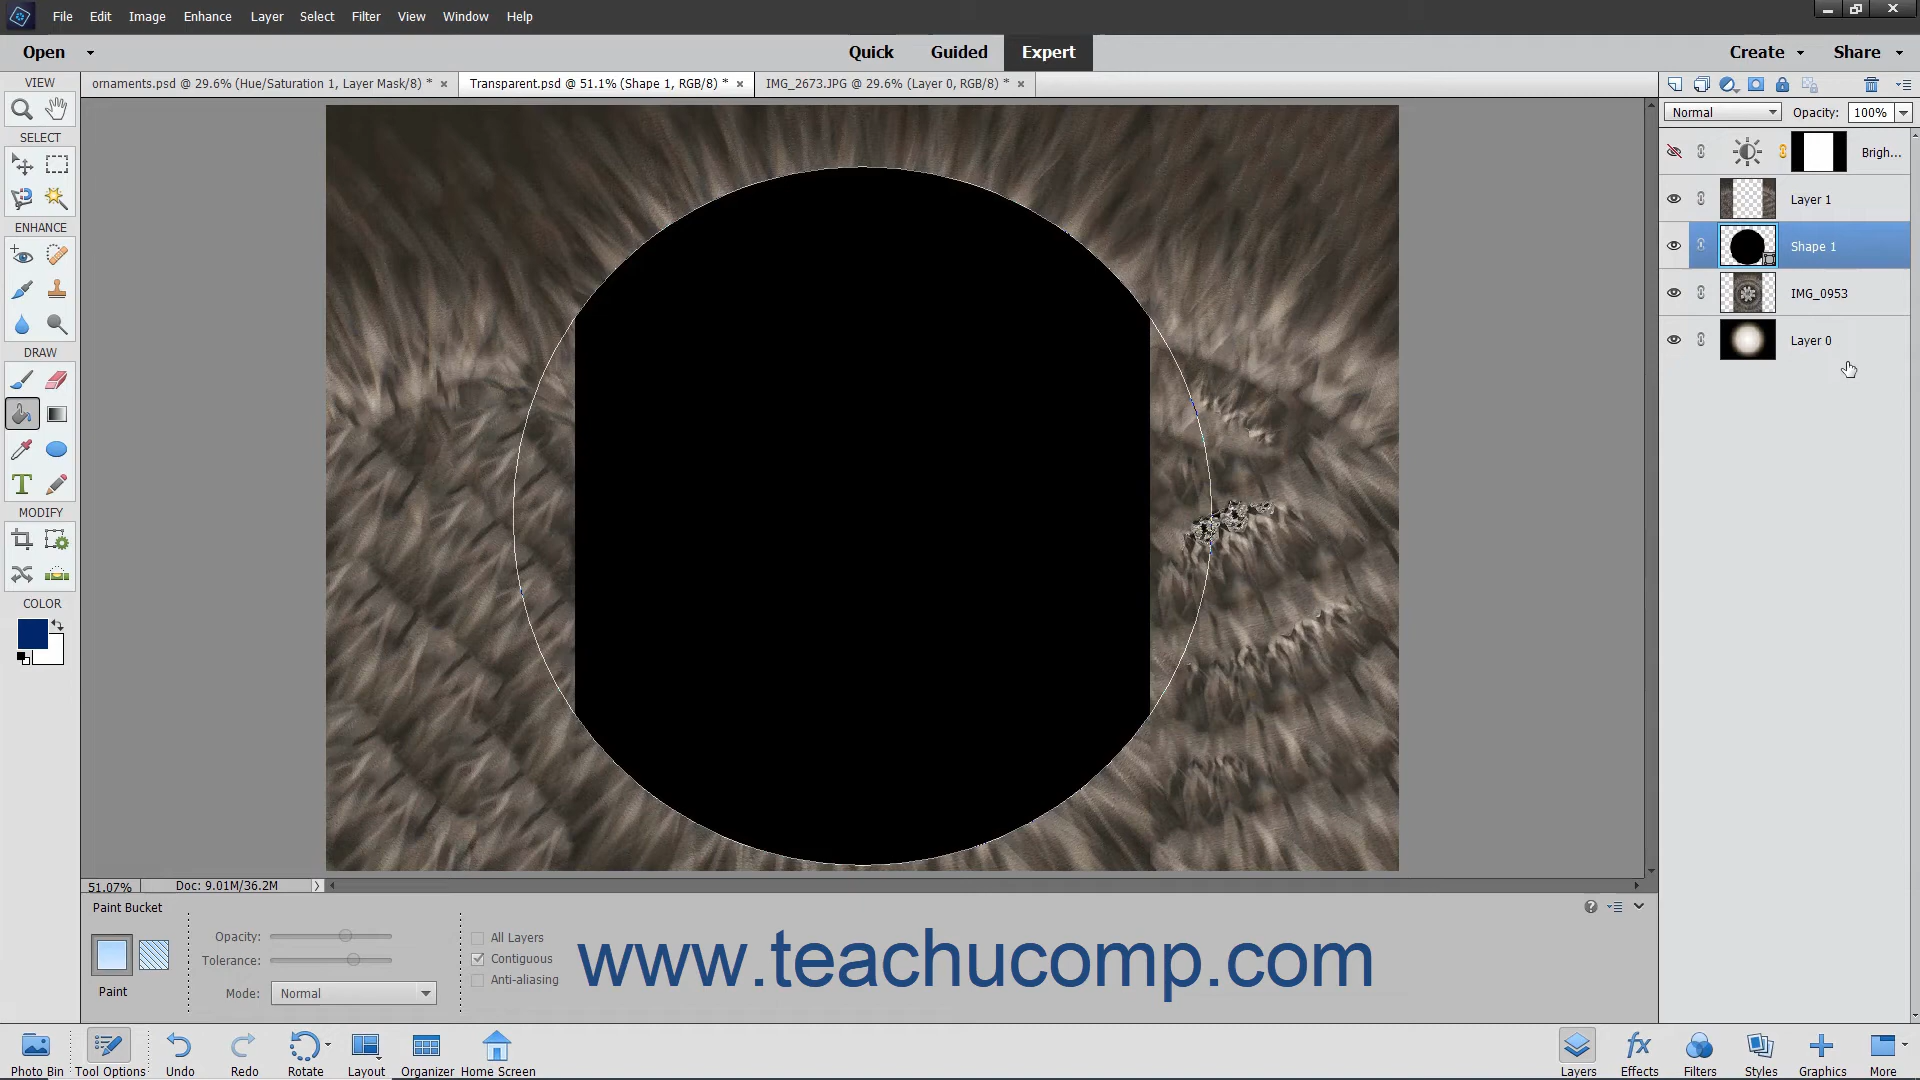 File Edit Image Enhance Layer Select Filter View Window Help
Open Quick Guided Expert Create Share
ornaments.psd @ 29.6% (Hue/Saturation 1, Layer Mask/8) * × Transparent.psd @ 51.1% (Shape 1, RGB/8) * × IMG_2673.JPG @ 29.6% (Layer 0, RGB/8) * ×
VIEW
SELECT
ENHANCE
DRAW
MODIFY
COLOR
Normal Opacity: 100%
Brigh...
Layer 1
Shape 1
IMG_0953
Layer 0
51.07% Doc: 9.01M/36.2M
Paint Bucket
Paint
Opacity:
Tolerance:
Mode: Normal
All Layers
Contiguous
Anti-aliasing
www.teachucomp.com
Photo Bin Tool Options Undo Redo Rotate Layout Organizer Home Screen Layers Effects Filters Styles Graphics More